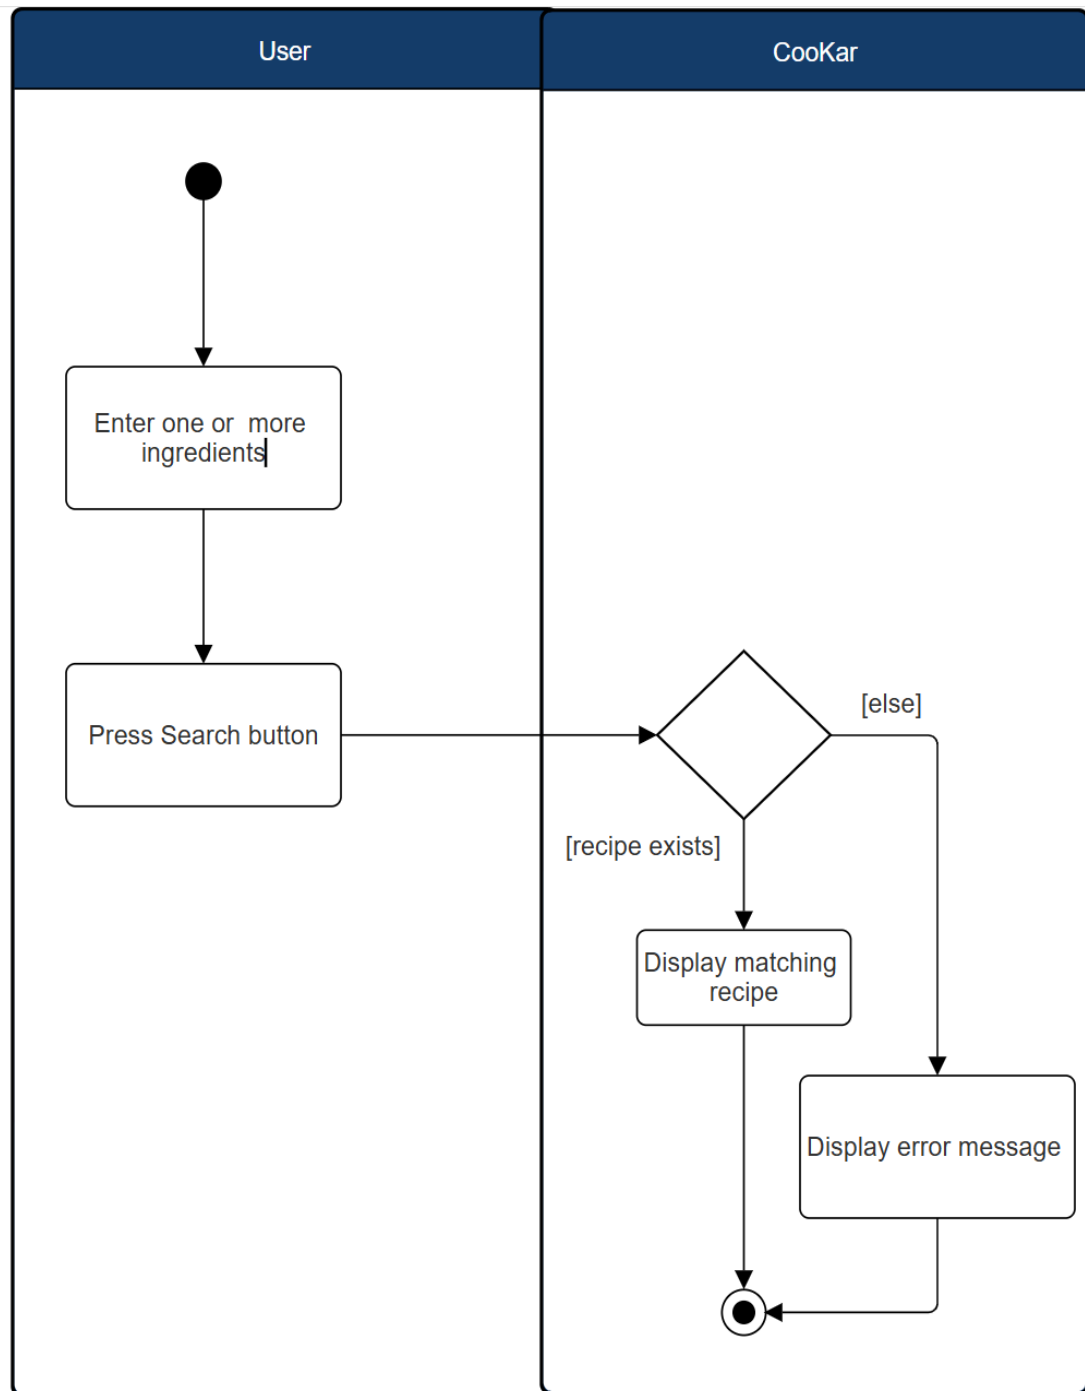 User
CooKar
Enter one or  more
ingredients
Press Search button
[else]
[recipe exists]
Display matching
recipe
Display error message